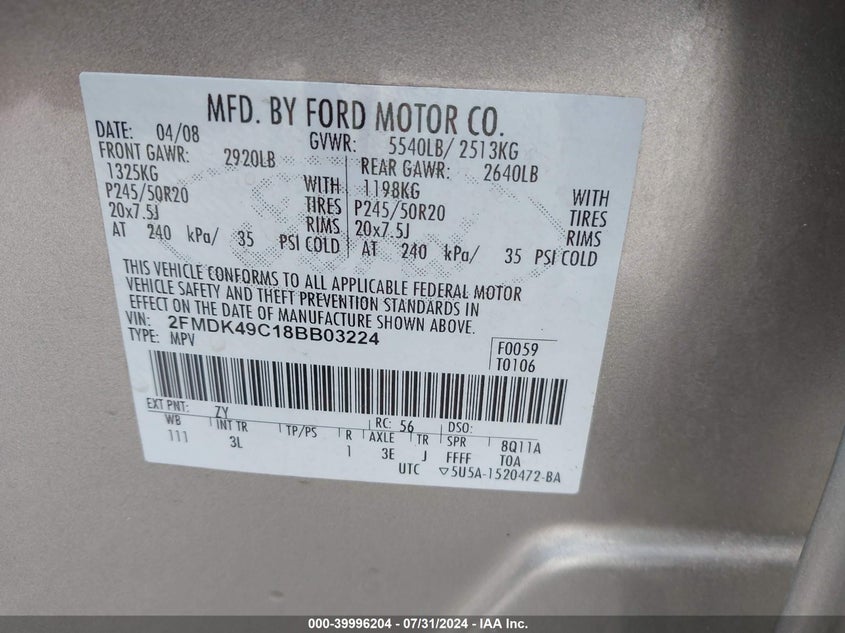 MFD. BY FORD MOTOR CO.
DATE: 04/08 GVWR: 5540LB/ 2513KG
FRONT GAWR: 2920LB REAR GAWR: 2640LB
1325KG WITH 1198KG WITH
P245/50R20 TIRES P245/50R20 TIRES
20x7.5J RIMS 20x7.5J RIMS
AT 240 kPa/ 35 PSI COLD AT 240 kPa/ 35 PSI COLD
THIS VEHICLE CONFORMS TO ALL APPLICABLE FEDERAL MOTOR
VEHICLE SAFETY AND THEFT PREVENTION STANDARDS IN
EFFECT ON THE DATE OF MANUFACTURE SHOWN ABOVE.
VIN: 2FMDK49C18BB03224
TYPE: MPV
F0059
T0106
EXT PNT: ZY RC: 56 DSO:
WB INT TR TP/PS R AXLE TR SPR 8Q11A
111 3L 1 3E J FFFF TOA
UTC ▽5U5A-1520472-BA
000-39996204 - 07/31/2024 - IAA Inc.